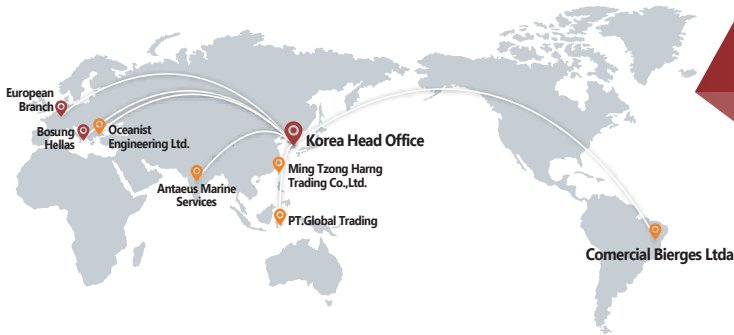 European
Branch
Bosung
Hellas
Oceanist
Engineering Ltd.
Korea Head Office
Antaeus Marine
Services
Ming Tzong Harng
Trading Co.,Ltd.
PT.Global Trading
Comercial Bierges Ltda